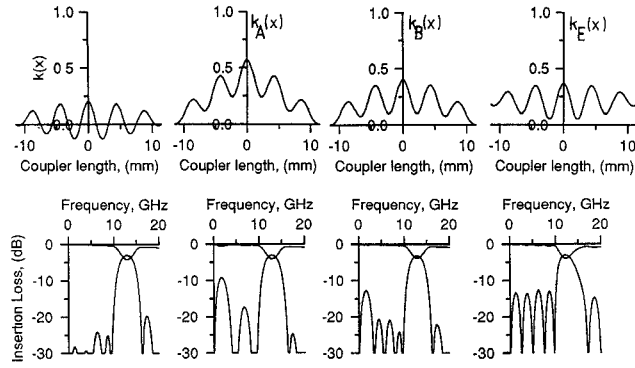 k_A(x) k_B(x) k_E(x)
1.0 1.0 1.0 1.0
k(x)
0.5 0.5 0.5 0.5
0.0 0.0 0.0 0.0
-10 0 10 -10 0 10 -10 0 10 -10 0 10
Coupler length, (mm) Coupler length, (mm) Coupler length, (mm) Coupler length, (mm)
Frequency, GHz Frequency, GHz Frequency, GHz Frequency, GHz
0 10 20 0 10 20 0 10 20 0 10 20
Insertion Loss, (dB)
0 0 0 0
-10 -10 -10 -10
-20 -20 -20 -20
-30 -30 -30 -30